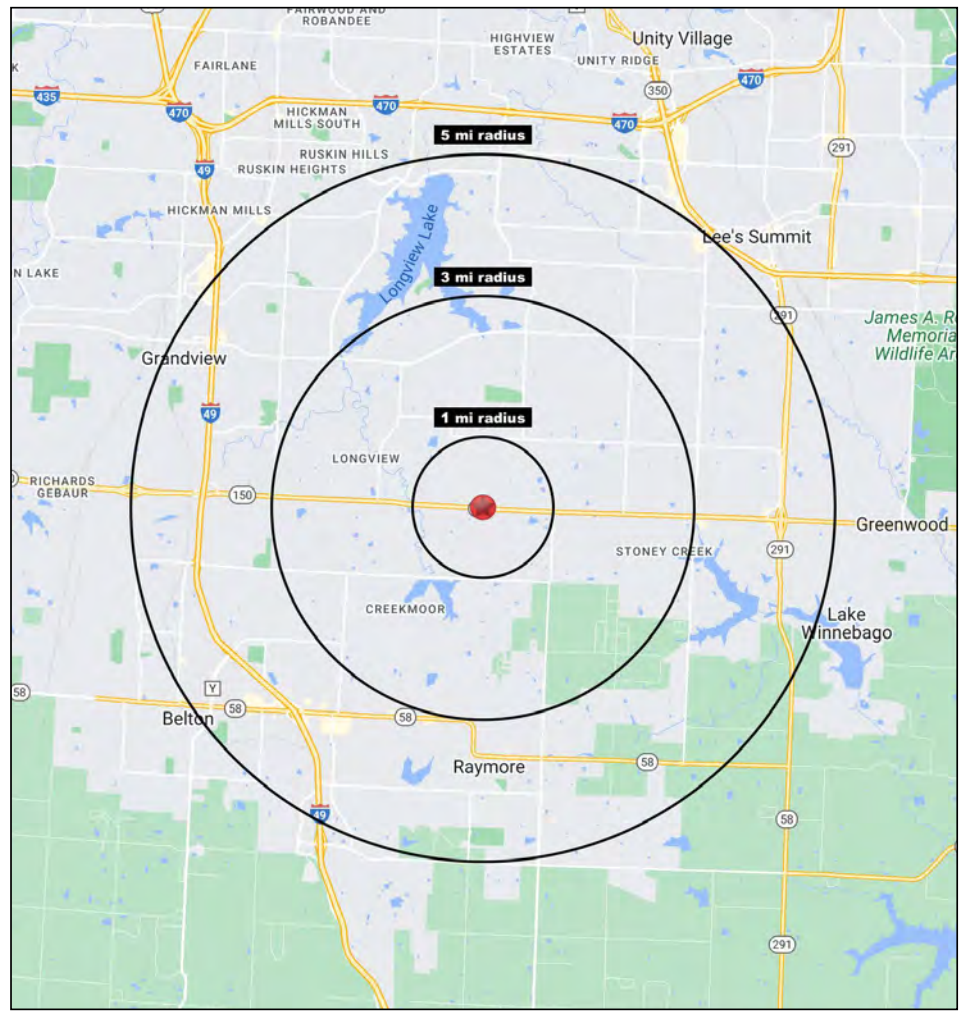 FAIRWOOD AND
ROBANDEE
HIGHVIEW
ESTATES
Unity Village
UNITY RIDGE
FAIRLANE
K
435
470
470
470
470
350
HICKMAN
MILLS SOUTH
5 mi radius
291
RUSKIN HILLS
RUSKIN HEIGHTS
49
HICKMAN MILLS
Lee's Summit
N LAKE
Longview Lake
3 mi radius
291
James A. R
Memoria
Wildlife Ar
Grandview
49
1 mi radius
LONGVIEW
RICHARDS
GEBAUR
150
Greenwood
STONEY CREEK
291
CREEKMOOR
Lake
Winnebago
58
Y
58
Belton
58
Raymore
58
49
58
291